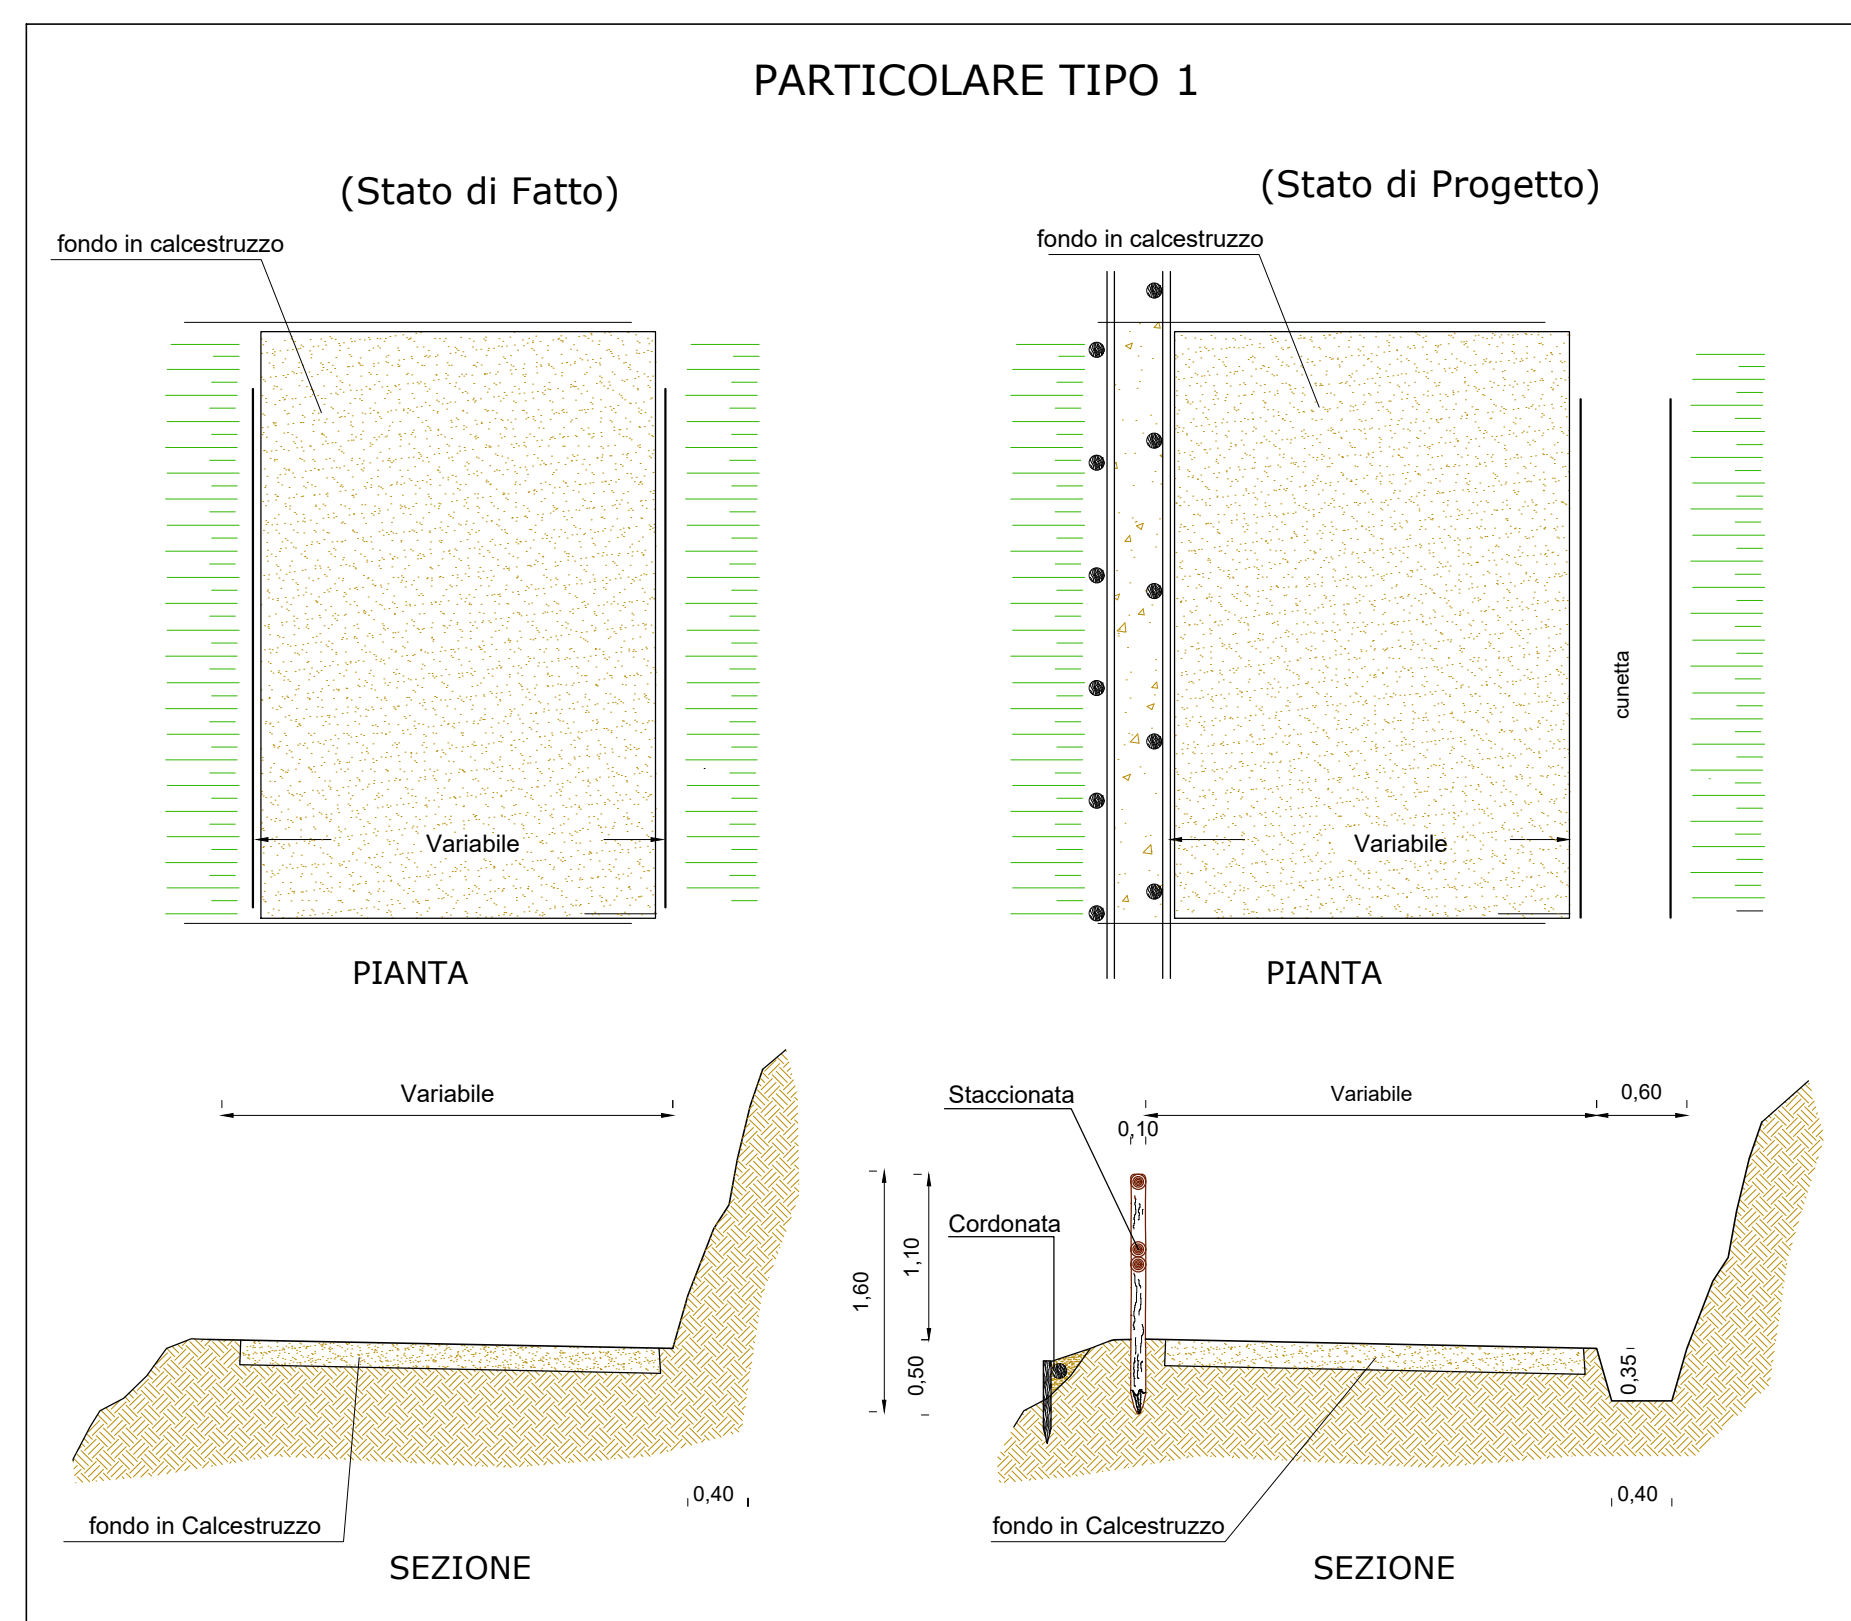 PARTICOLARE TIPO 1
(Stato di Fatto)
fondo in calcestruzzo
Variabile
PIANTA
(Stato di Progetto)
fondo in calcestruzzo
cunetta
Variabile
PIANTA
Variabile
0,40
fondo in Calcestruzzo
SEZIONE
Staccionata
Variabile
0,60
0,10
Cordonata
1,60
1,10
0,50
0,35
0,40
fondo in Calcestruzzo
SEZIONE